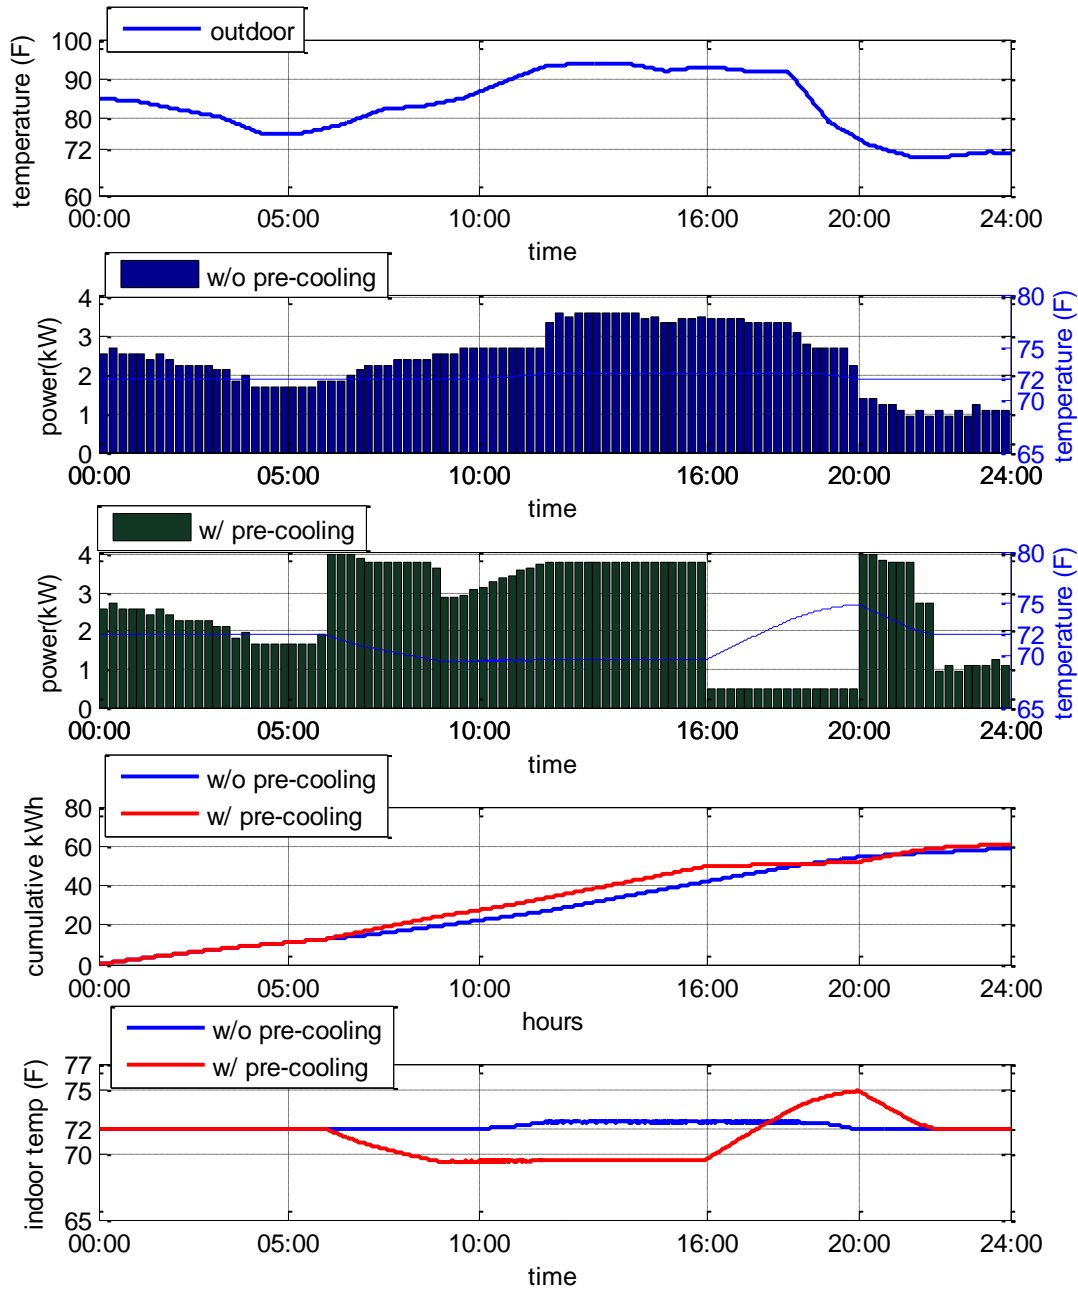 outdoor
100
90
80
72
60
temperature (F)
00:00 05:00 10:00 16:00 20:00 24:00
time
w/o pre-cooling
4
3
2
1
0
power(kW)
80
75
72
70
65
temperature (F)
00:00 05:00 10:00 16:00 20:00 24:00
time
w/ pre-cooling
4
3
2
1
0
power(kW)
80
75
72
70
65
temperature (F)
00:00 05:00 10:00 16:00 20:00 24:00
time
w/o pre-cooling
w/ pre-cooling
80
60
40
20
0
cumulative kWh
00:00 05:00 10:00 16:00 20:00 24:00
hours
w/o pre-cooling
w/ pre-cooling
77
75
72
70
65
indoor temp (F)
00:00 05:00 10:00 16:00 20:00 24:00
time